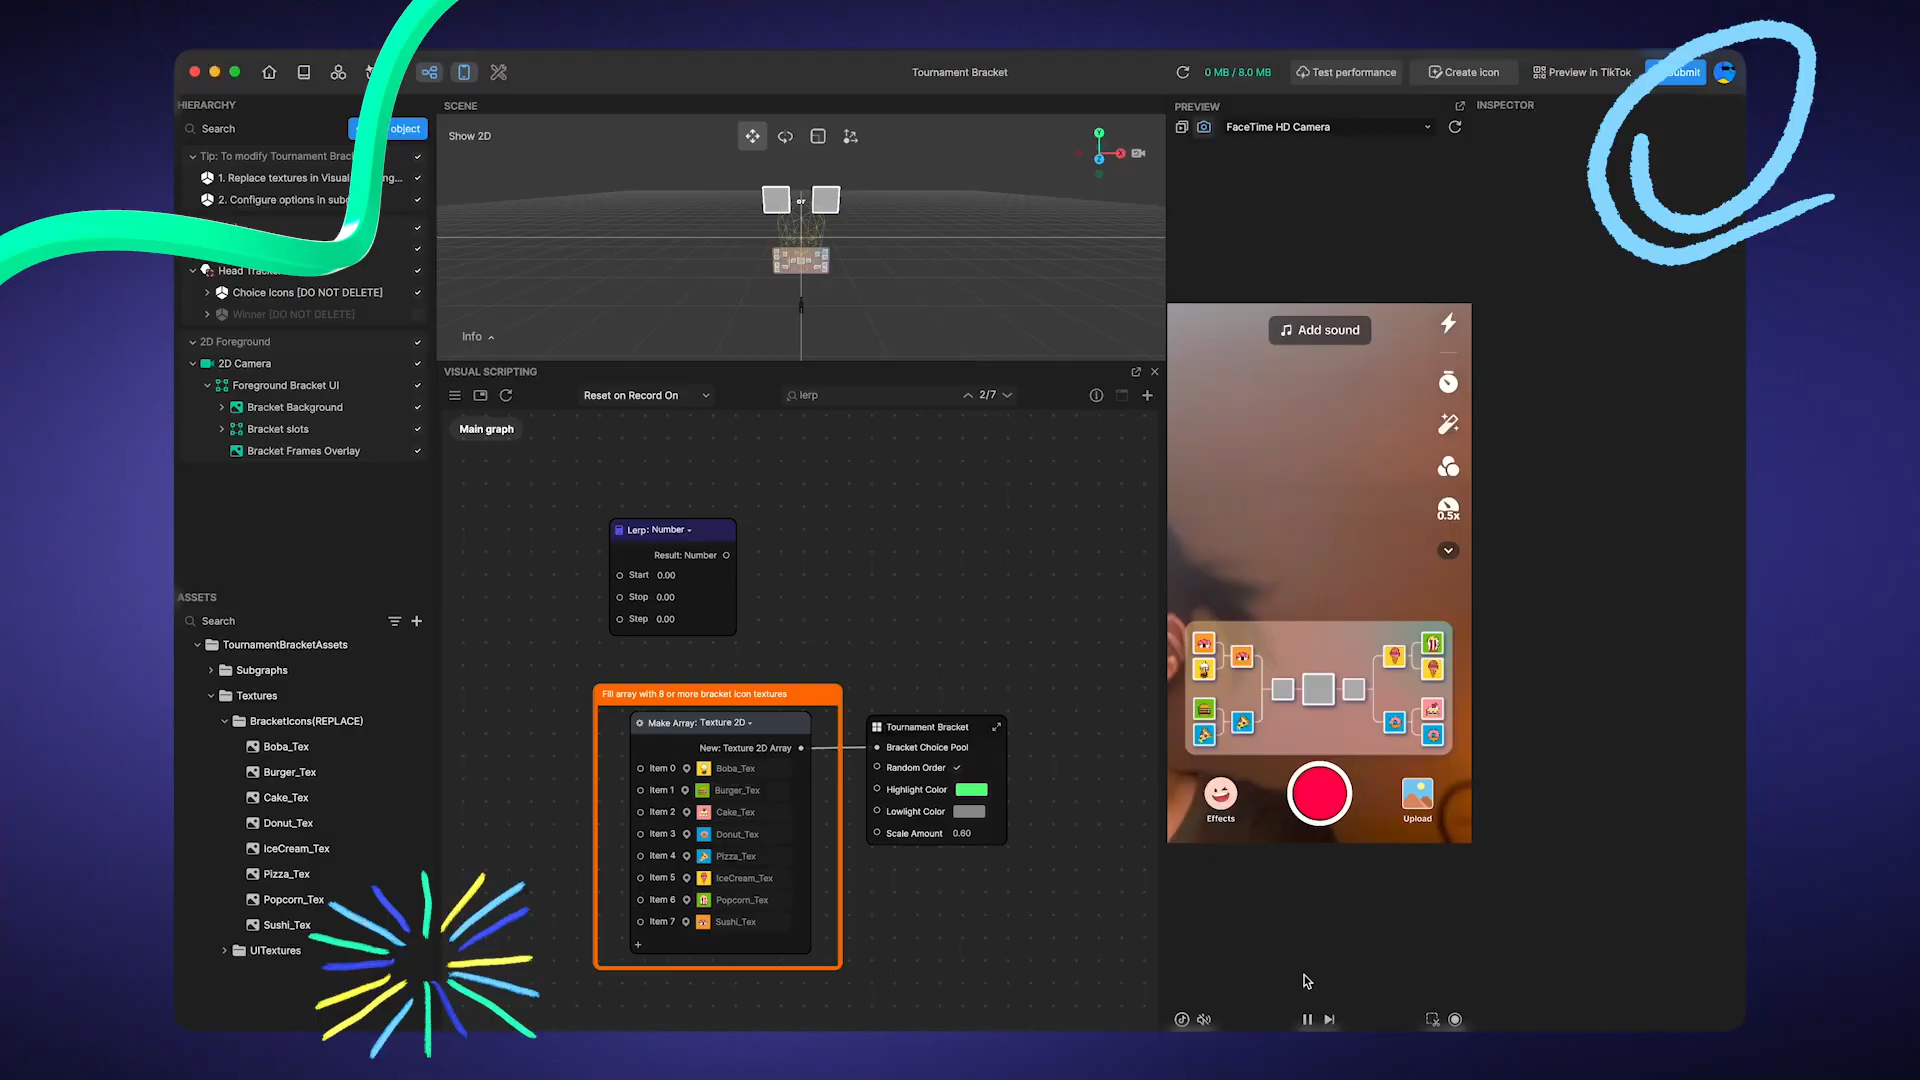 Tournament Bracket
0 MB / 8.0 MB
Test performance
Create icon
Preview in TikTok
HIERARCHY
Search
object
Tip: To modify Tournament
1. Replace textures in
2. Configure options in
Choice Icons [DO NOT DELETE]
Winner [DO NOT DELETE]
2D Foreground
2D Camera
Foreground Bracket UI
Bracket Background
Bracket slots
Bracket Frames Overlay
ASSETS
Search
TournamentBracketAssets
Subgraphs
Textures
BracketIcons(REPLACE)
Boba_Tex
Burger_Tex
Cake_Tex
Donut_Tex
IceCream_Tex
Pizza_Tex
Popcorn_Tex
Sushi_Tex
UITextures
SCENE
Show 2D
or
Y
X
Z
Info
VISUAL SCRIPTING
Reset on Record On
lerp
2/7
Main graph
Lerp: Number
Result: Number
Start 0.00
Stop 0.00
Step 0.00
Fill array with 8 or more bracket icon textures
Make Array: Texture 2D
New: Texture 2D Array
Item 0 Boba_Tex
Item 1 Burger_Tex
Item 2 Cake_Tex
Item 3 Donut_Tex
Item 4 Pizza_Tex
Item 5 IceCream_Tex
Item 6 Popcorn_Tex
Item 7 Sushi_Tex
Tournament Bracket
Bracket Choice Pool
Random Order
Highlight Color
Lowlight Color
Scale Amount 0.60
PREVIEW
FaceTime HD Camera
Add sound
0.5x
Effects
Upload
INSPECTOR